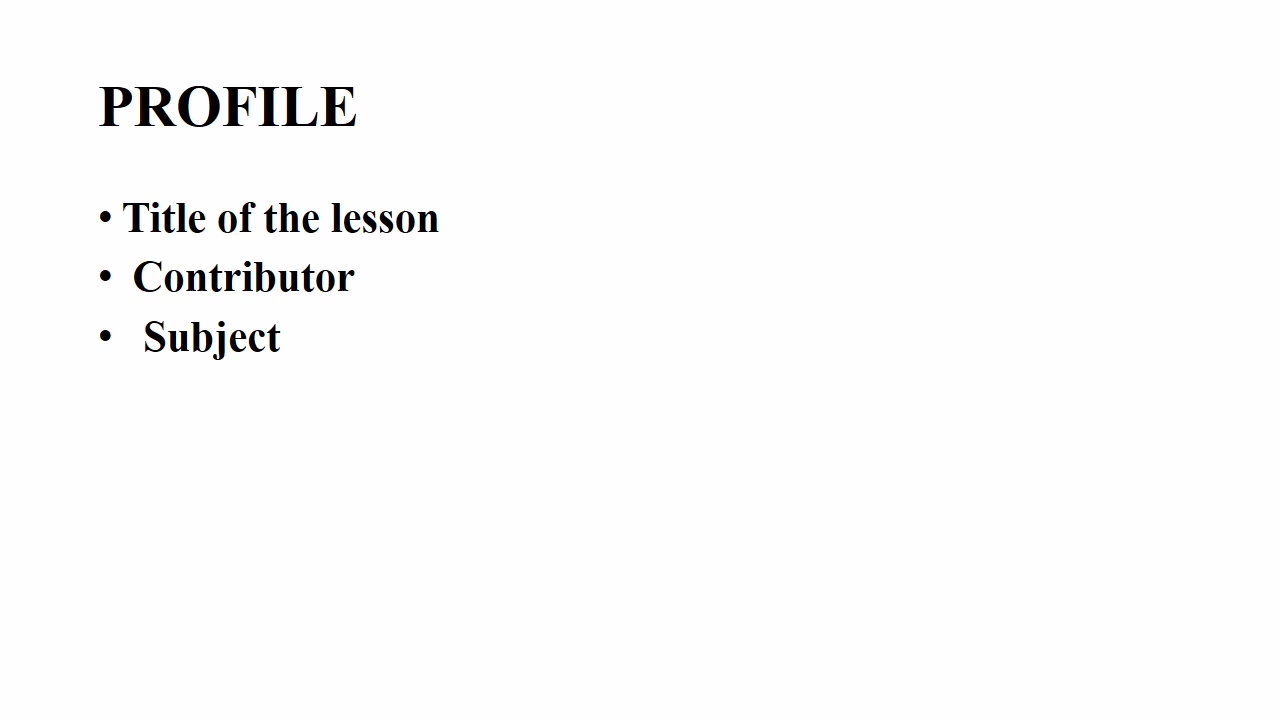 PROFILE
• Title of the lesson
• Contributor
• Subject